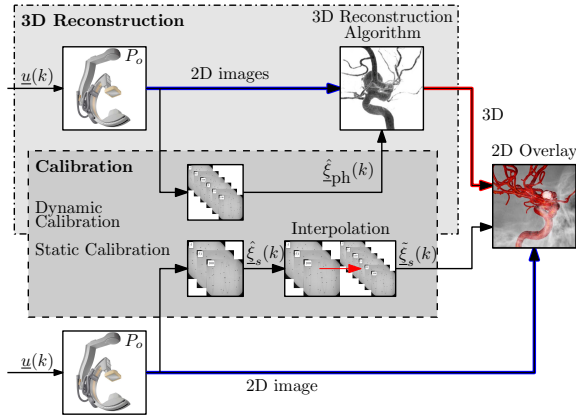 3D Reconstruction
3D Reconstruction
Algorithm
P_o
u(k)
2D images
3D
2D Overlay
Calibration
ξ̂_ph(k)
Dynamic
Calibration
Interpolation
Static Calibration
ξ̂_s(k)
ξ̃_s(k)
P_o
u(k)
2D image